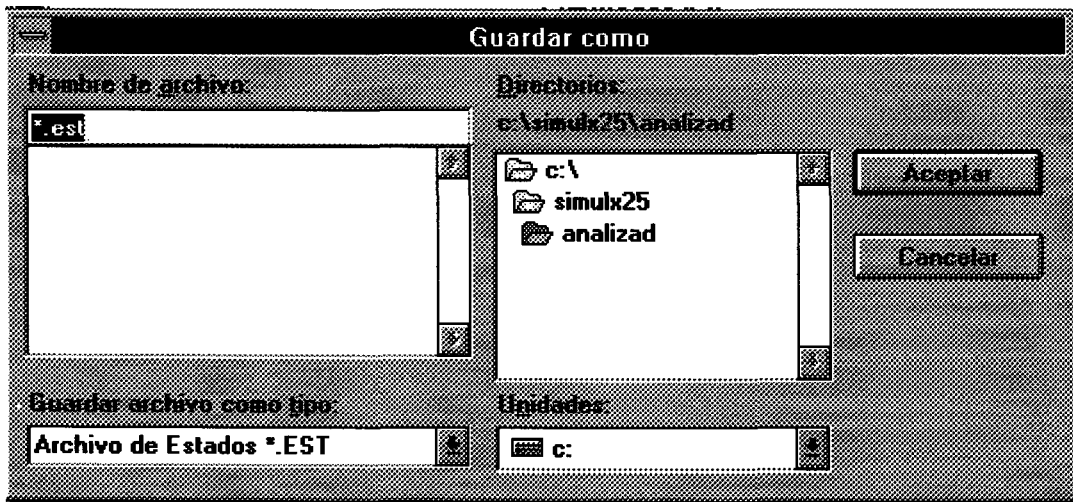 Guardar como
Nombre de archivo:
*.est
Directorios:
c:\simulx25\analizad
c:\
simulx25
analizad
Aceptar
Cancelar
Guardar archivo como tipo:
Archivo de Estados *.EST
Unidades:
c: